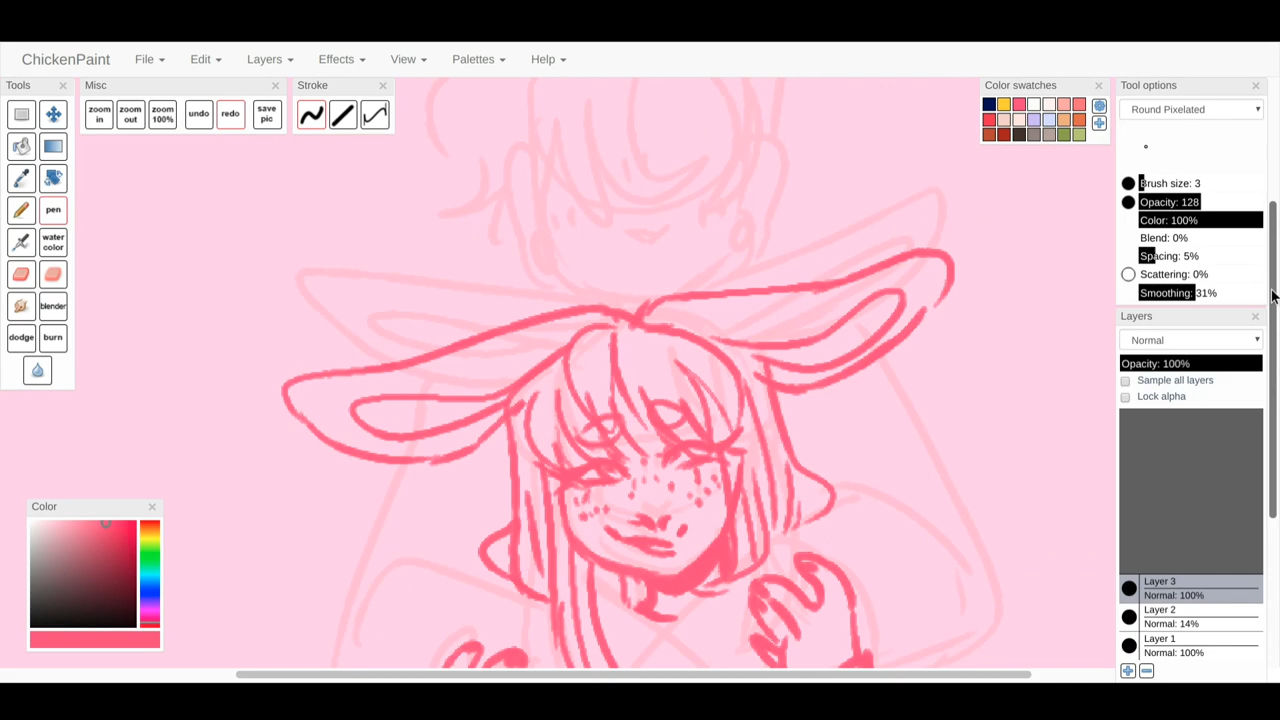 ChickenPaint File Edit Layers Effects View Palettes Help
Tools
Misc
Stroke
Color swatches
Tool options
zoom in
zoom out
zoom 100%
undo
redo
save pic
Round Pixelated
Brush size: 3
Opacity: 128
Color: 100%
Blend: 0%
Spacing: 5%
Scattering: 0%
Smoothing: 31%
pen
water color
blender
dodge
burn
Layers
Normal
Opacity: 100%
Sample all layers
Lock alpha
Color
Layer 3
Normal: 100%
Layer 2
Normal: 14%
Layer 1
Normal: 100%